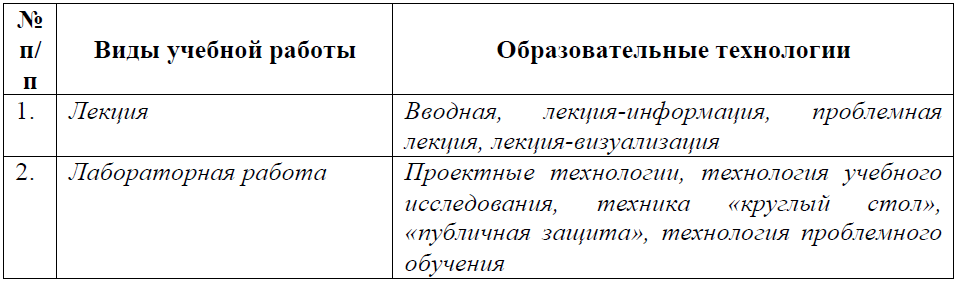 №
п/
п
Виды учебной работы
Образовательные технологии
1.
Лекция
Вводная, лекция-информация, проблемная
лекция, лекция-визуализация
2.
Лабораторная работа
Проектные технологии, технология учебного
исследования, техника «круглый стол»,
«публичная защита», технология проблемного
обучения